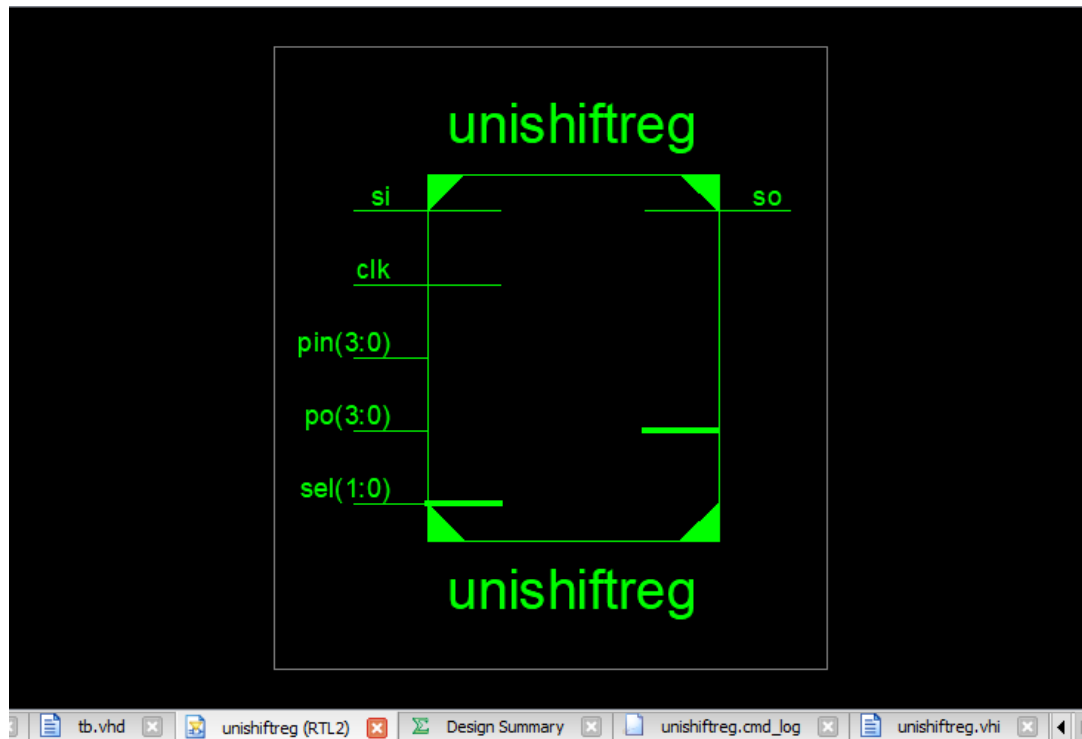 unishiftreg
si
so
clk
pin(3:0)
po(3:0)
sel(1:0)
unishiftreg
tb.vhd
unishiftreg (RTL2)
Design Summary
unishiftreg.cmd_log
unishiftreg.vhi